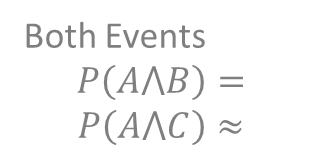 Both Events
P(A∧B) =
P(A∧C) ≈